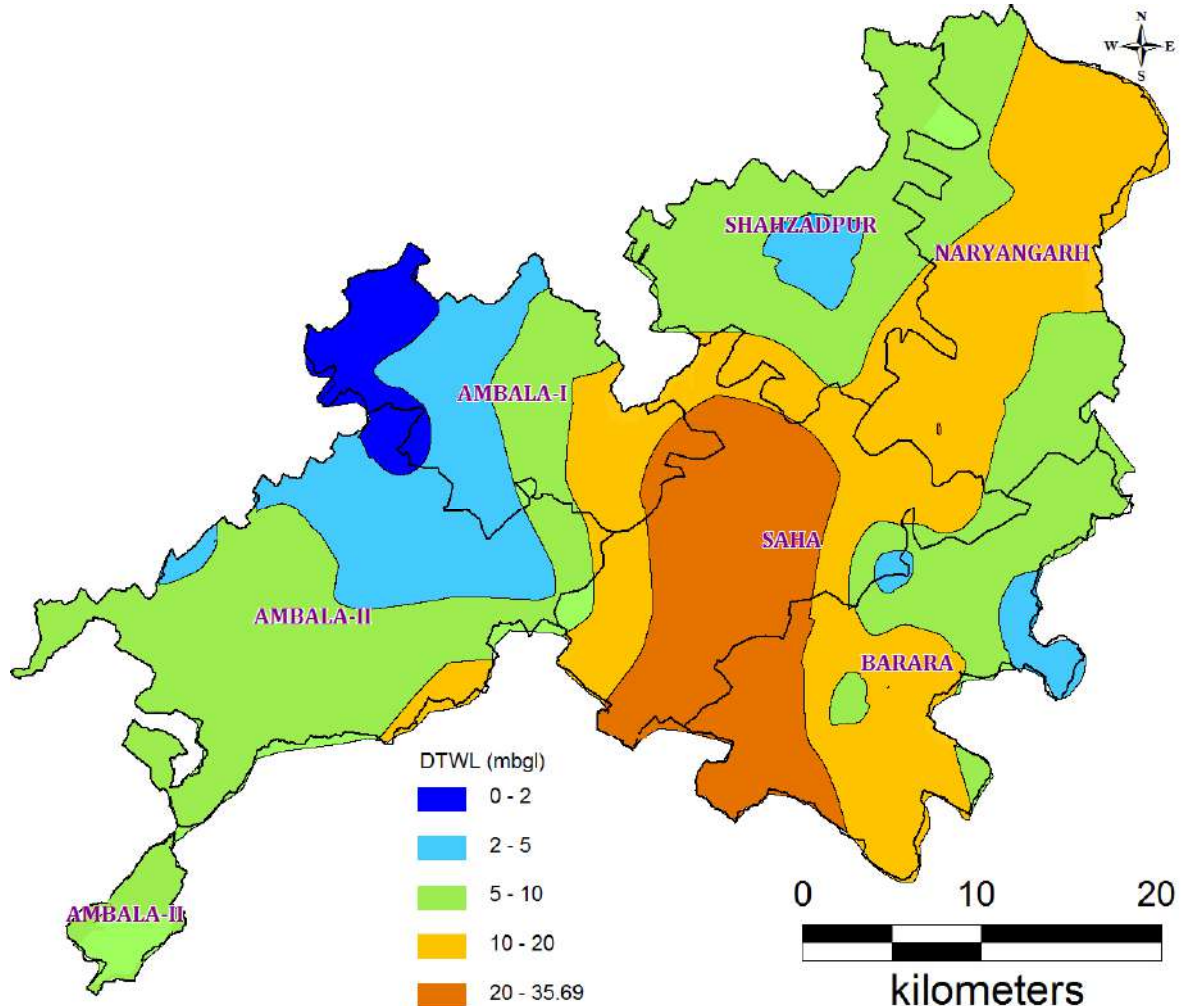 N
W E
S
SHAHZADPUR
NARYANGARH
AMBALA-I
SAHA
AMBALA-II
BARARA
AMBALA-II
DTWL (mbgl)
0 - 2
2 - 5
5 - 10
10 - 20
20 - 35.69
0 10 20
kilometers